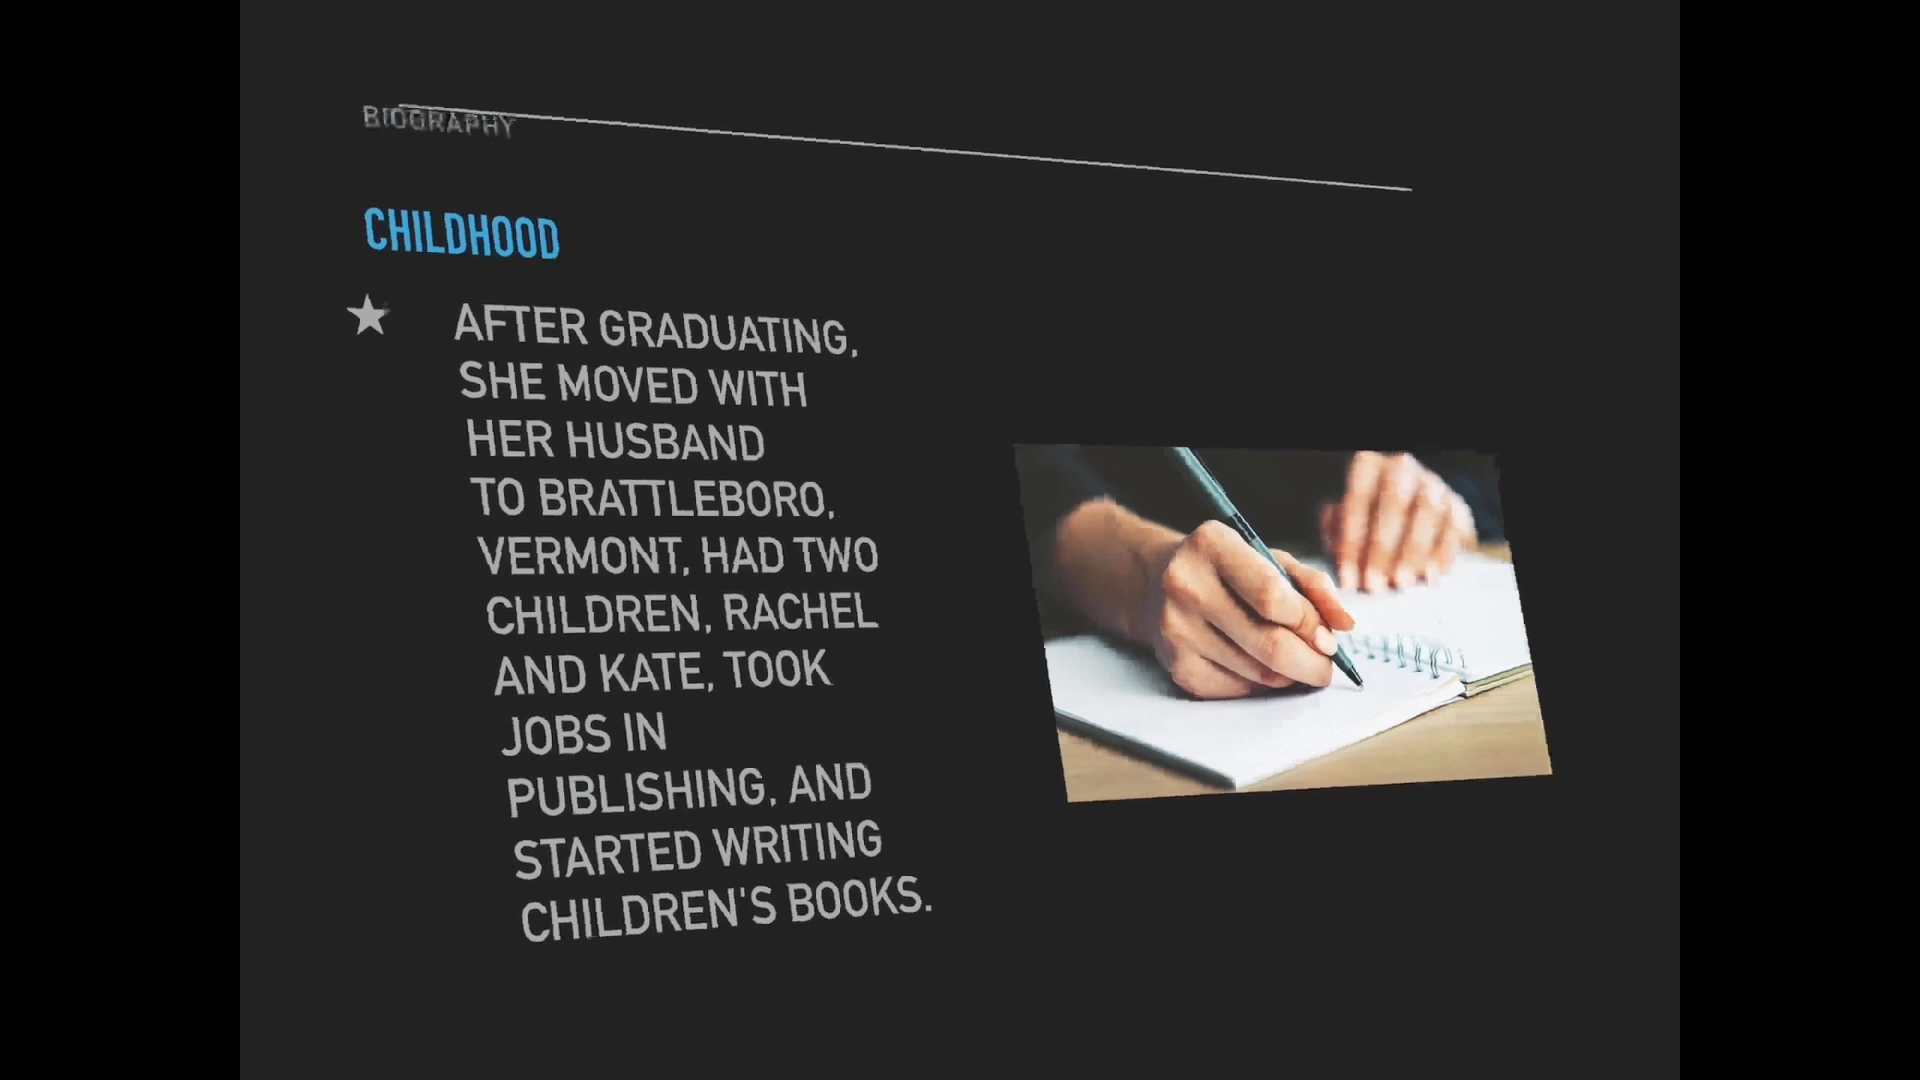 BIOGRAPHY
CHILDHOOD
AFTER GRADUATING,
SHE MOVED WITH
HER HUSBAND
TO BRATTLEBORO,
VERMONT, HAD TWO
CHILDREN, RACHEL
AND KATE, TOOK
JOBS IN
PUBLISHING, AND
STARTED WRITING
CHILDREN'S BOOKS.